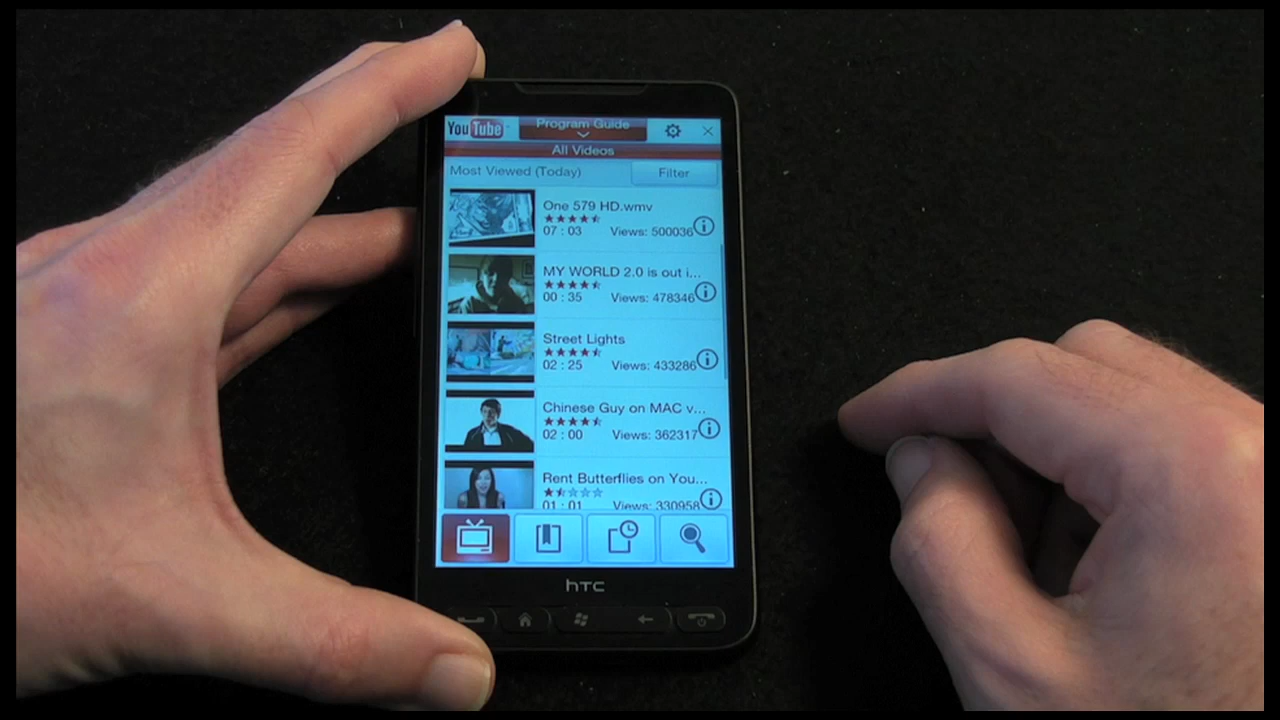 YouTube
Program Guide
All Videos
Most Viewed (Today)
Filter
One 579 HD.wmv
07 : 03 Views: 500036
MY WORLD 2.0 is out i...
00 : 35 Views: 478346
Street Lights
02 : 25 Views: 433286
Chinese Guy on MAC v...
02 : 00 Views: 362317
Rent Butterflies on You...
01 : 01 Views: 330958
hTC